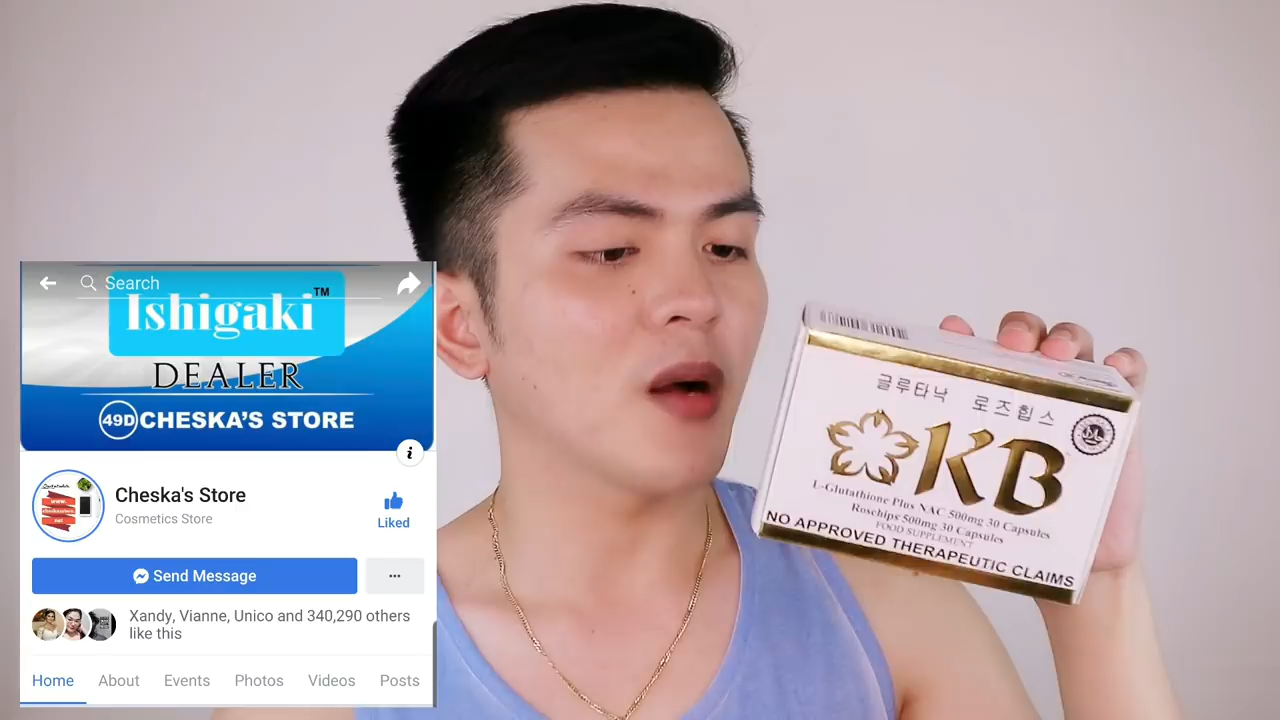 Search
Ishigaki™
DEALER
49D CHESKA'S STORE
Cheska's Store
Cosmetics Store
Liked
Send Message
Xandy, Vianne, Unico and 340,290 others
like this
Home About Events Photos Videos Posts
글루타낙 로즈힙스
KB
L-Glutathione Plus NAC 500mg 30 Capsules
Rosehips 500mg 30 Capsules
FOOD SUPPLEMENT
NO APPROVED THERAPEUTIC CLAIMS